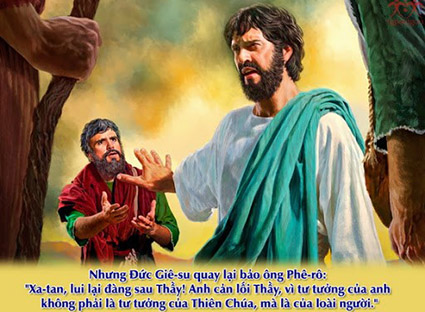 Nhưng Đức Giê-su quay lại bảo ông Phê-rô:
"Xa-tan, lui lại đàng sau Thầy! Anh cản lối Thầy, vì tư tưởng của anh
không phải là tư tưởng của Thiên Chúa, mà là của loài người."